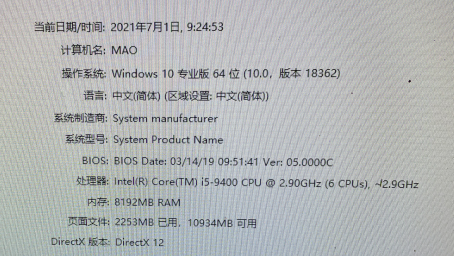 当前日期/时间: 2021年7月1日, 9:24:53
计算机名: MAO
操作系统: Windows 10 专业版 64 位 (10.0, 版本 18362)
语言: 中文(简体) (区域设置: 中文(简体))
系统制造商: System manufacturer
系统型号: System Product Name
BIOS: BIOS Date: 03/14/19 09:51:41 Ver: 05.0000C
处理器: Intel(R) Core(TM) i5-9400 CPU @ 2.90GHz (6 CPUs), ~2.9GHz
内存: 8192MB RAM
页面文件: 2253MB 已用, 10934MB 可用
DirectX 版本: DirectX 12